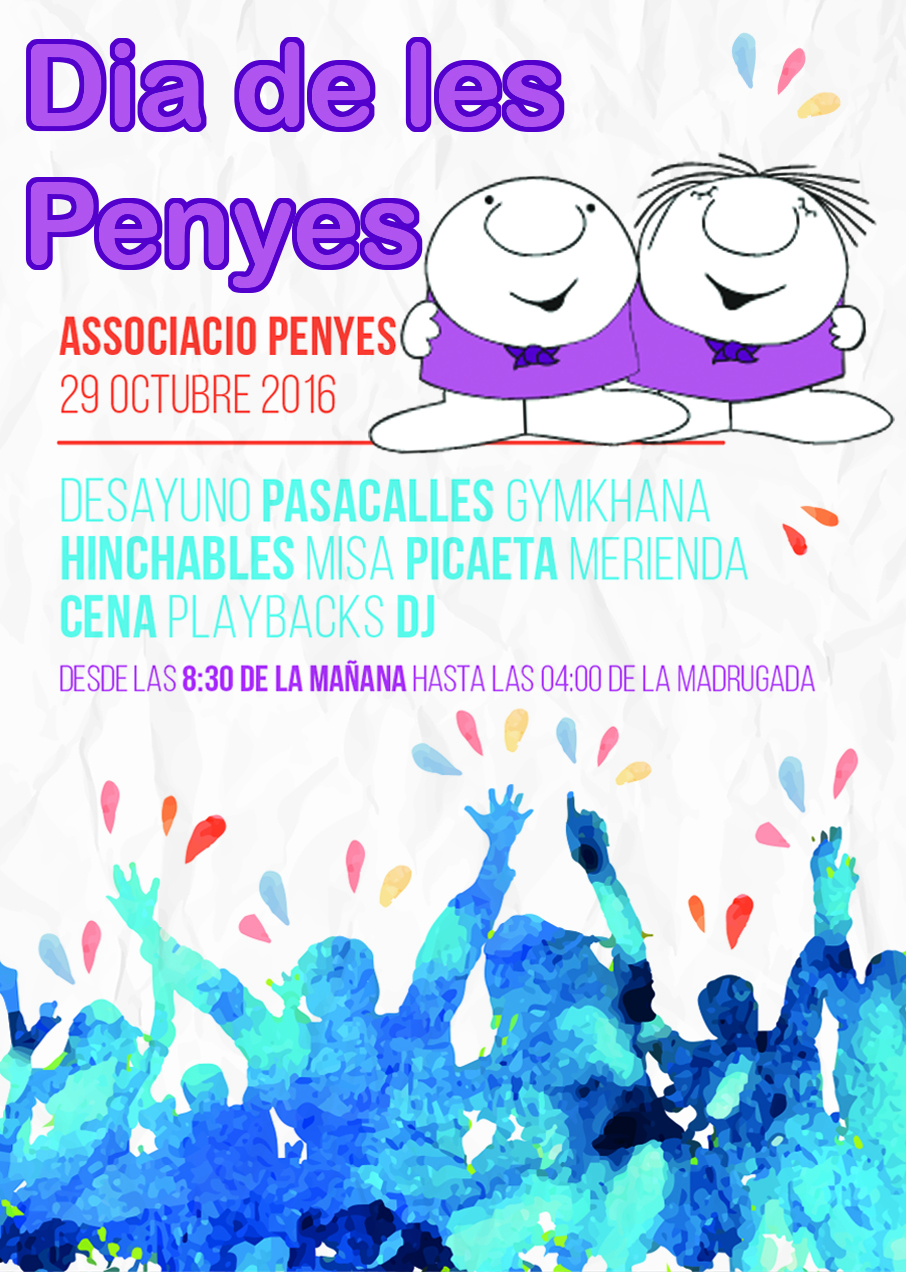 Dia de les
Penyes
ASSOCIACIO PENYES
29 OCTUBRE 2016
DESAYUNO PASACALLES GYMKHANA
HINCHABLES MISA PICAETA MERIENDA
CENA PLAYBACKS DJ
DESDE LAS 8:30 DE LA MAÑANA HASTA LAS 04:00 DE LA MADRUGADA